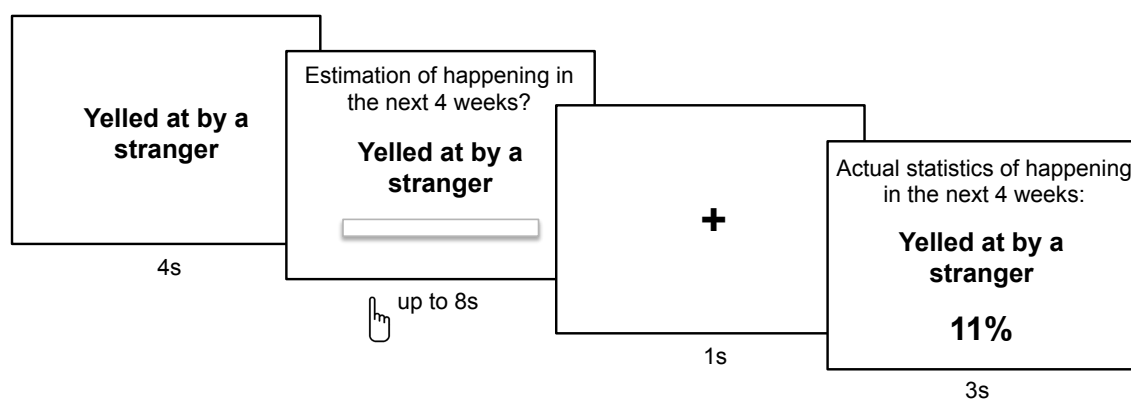 Yelled at by a
stranger
4s
Estimation of happening in
the next 4 weeks?
Yelled at by a
stranger
up to 8s
+
1s
Actual statistics of happening
in the next 4 weeks:
Yelled at by a
stranger
11%
3s